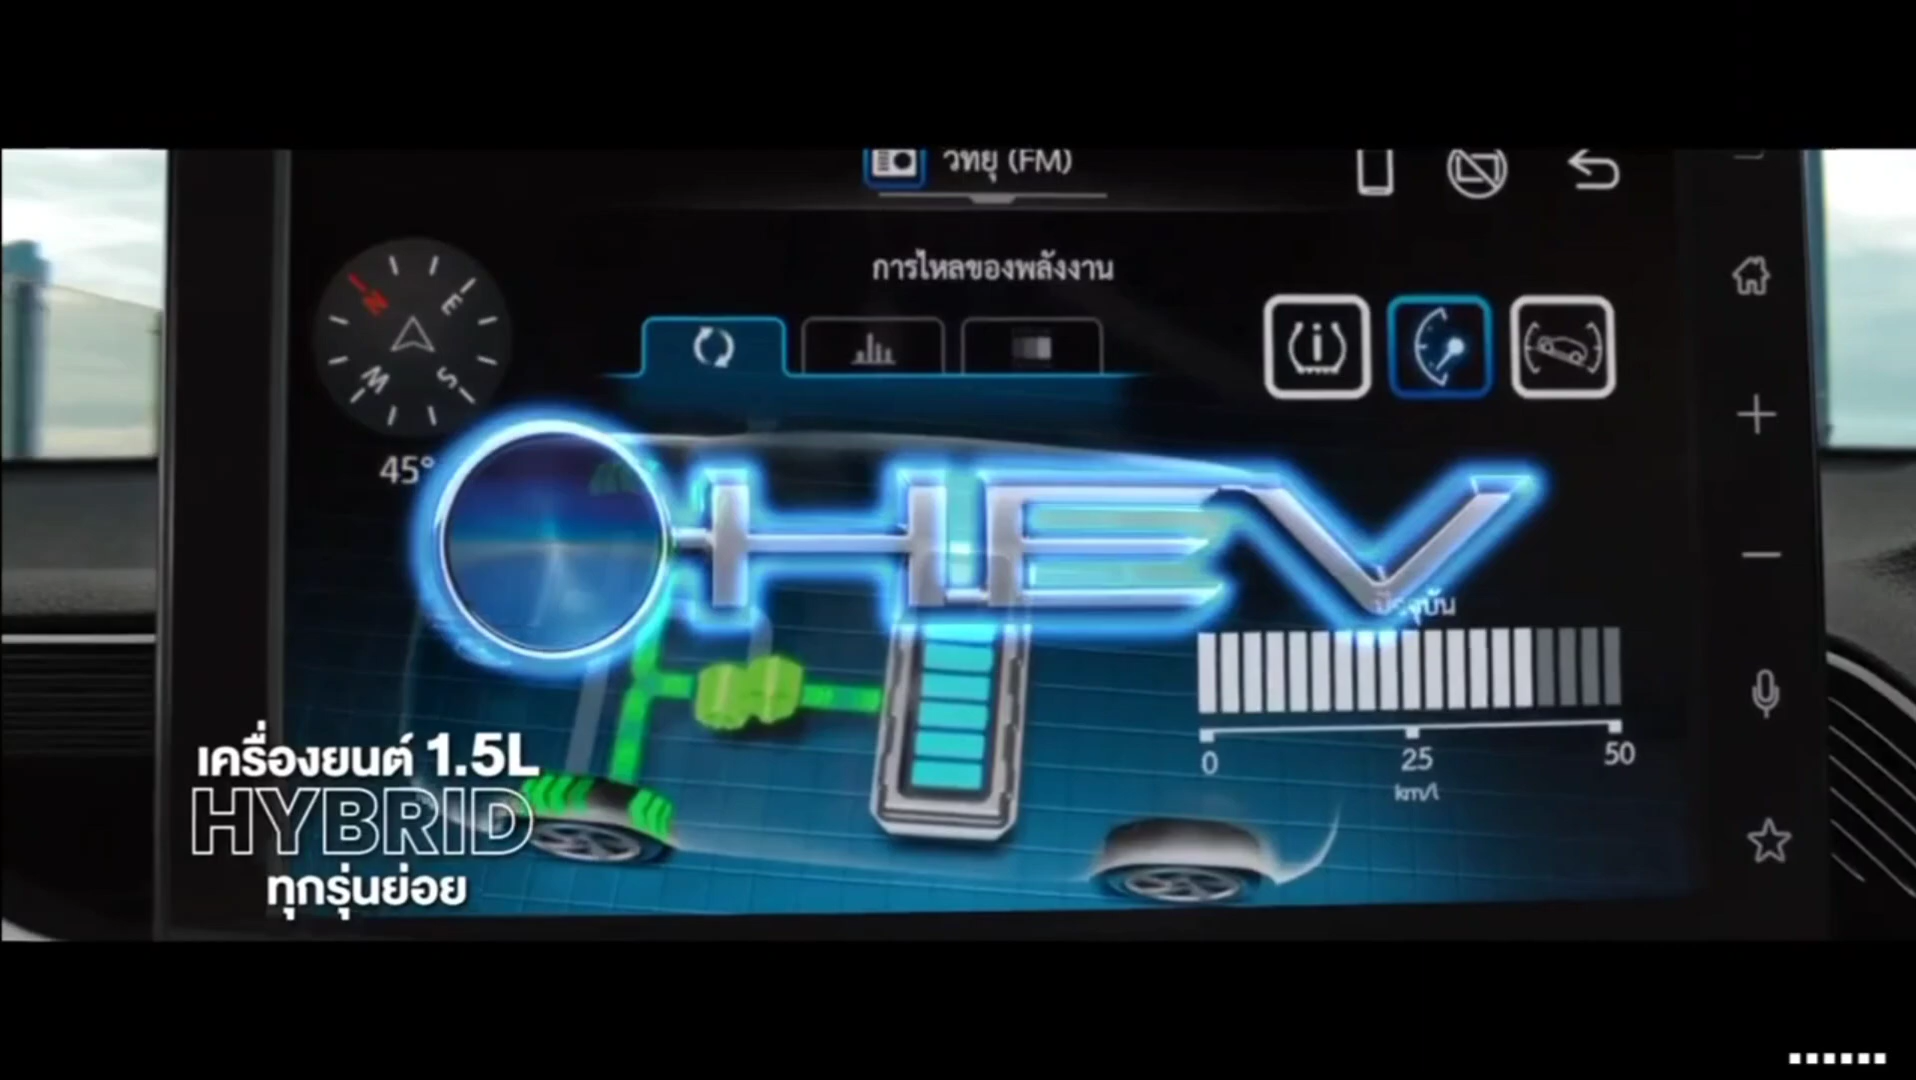 วิทยุ (FM)
การไหลของพลังงาน
N
E
W
S
45°
HEV
0
25
50
km/l
เครื่องยนต์ 1.5L
HYBRID
ทุกรุ่นย่อย